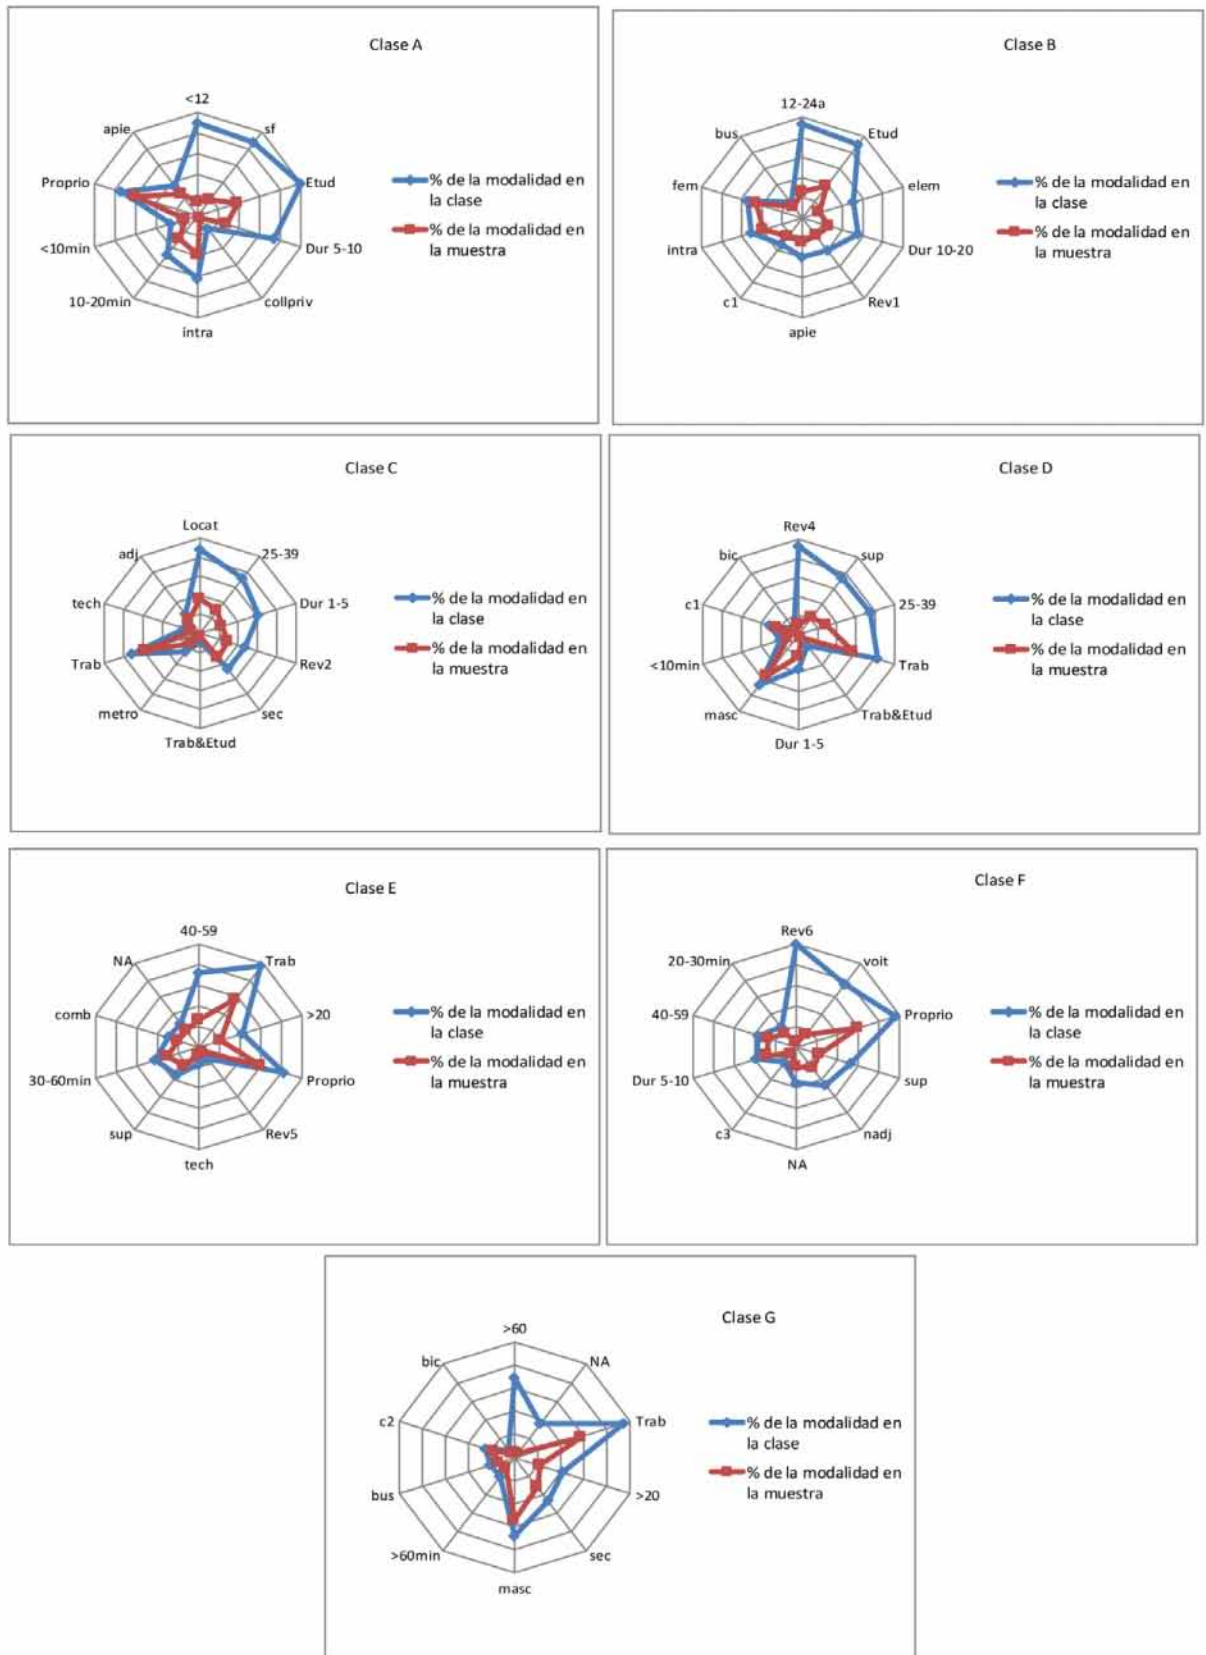 Clase A
<12
sf
Etud
Dur 5-10
collpriv
intra
10-20min
<10min
Proprio
apie
% de la modalidad en
la clase
% de la modalidad en
la muestra
Clase B
12-24a
Etud
elem
Dur 10-20
Rev1
apie
c1
intra
fem
bus
% de la modalidad en
la clase
% de la modalidad en
la muestra
Clase C
Locat
25-39
Dur 1-5
Rev2
sec
Trab&Etud
metro
Trab
tech
adj
% de la modalidad en
la clase
% de la modalidad en
la muestra
Clase D
Rev4
sup
25-39
Trab
Trab&Etud
Dur 1-5
masc
<10min
c1
bic
% de la modalidad en
la clase
% de la modalidad en
la muestra
Clase E
40-59
Trab
>20
Proprio
Rev5
tech
sup
30-60min
comb
NA
% de la modalidad en
la clase
% de la modalidad en
la muestra
Clase F
Rev6
voit
Proprio
sup
nadj
NA
c3
Dur 5-10
40-59
20-30min
% de la modalidad en
la clase
% de la modalidad en
la muestra
Clase G
>60
NA
Trab
>20
sec
masc
>60min
bus
c2
bic
% de la modalidad en
la clase
% de la modalidad en
la muestra